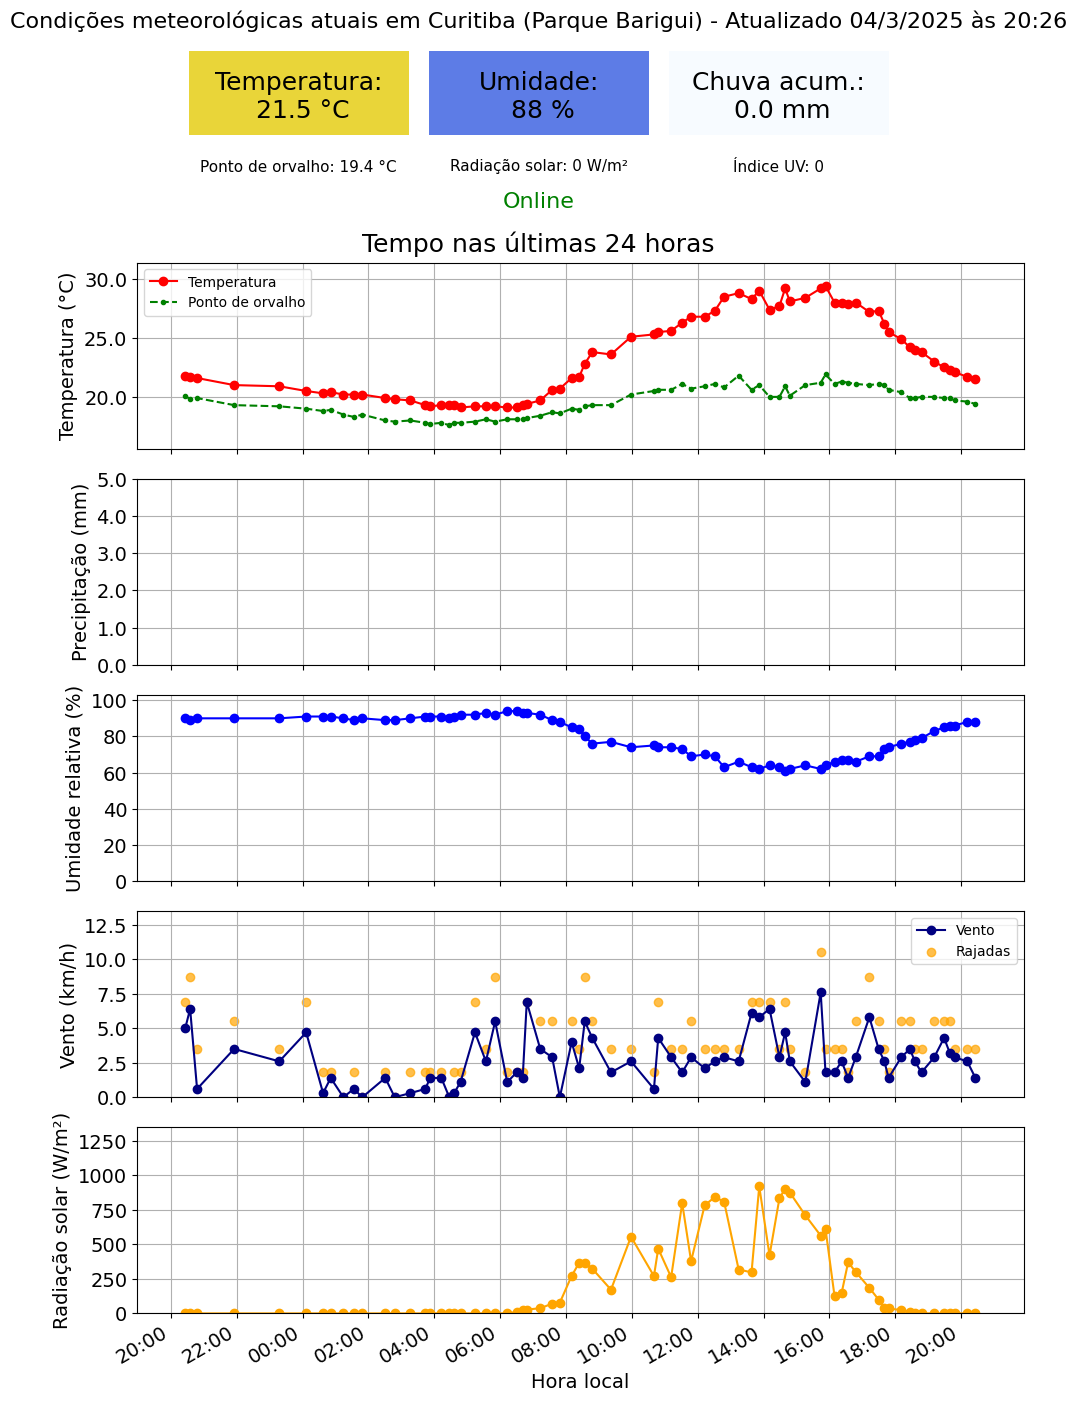 Condições meteorológicas atuais em Curitiba (Parque Barigui) - Atualizado 04/3/2025 às 20:26
Temperatura:
21.5 °C
Umidade:
88 %
Chuva acum.:
0.0 mm
Ponto de orvalho: 19.4 °C
Radiação solar: 0 W/m²
Índice UV: 0
Online
Tempo nas últimas 24 horas
Temperatura (°C)
30.0
25.0
20.0
Temperatura
Ponto de orvalho
Precipitação (mm)
5.0
4.0
3.0
2.0
1.0
0.0
Umidade relativa (%)
100
80
60
40
20
0
Vento (km/h)
12.5
10.0
7.5
5.0
2.5
0.0
Vento
Rajadas
Radiação solar (W/m²)
1250
1000
750
500
250
0
20:00
22:00
00:00
02:00
04:00
06:00
08:00
10:00
12:00
14:00
16:00
18:00
20:00
Hora local